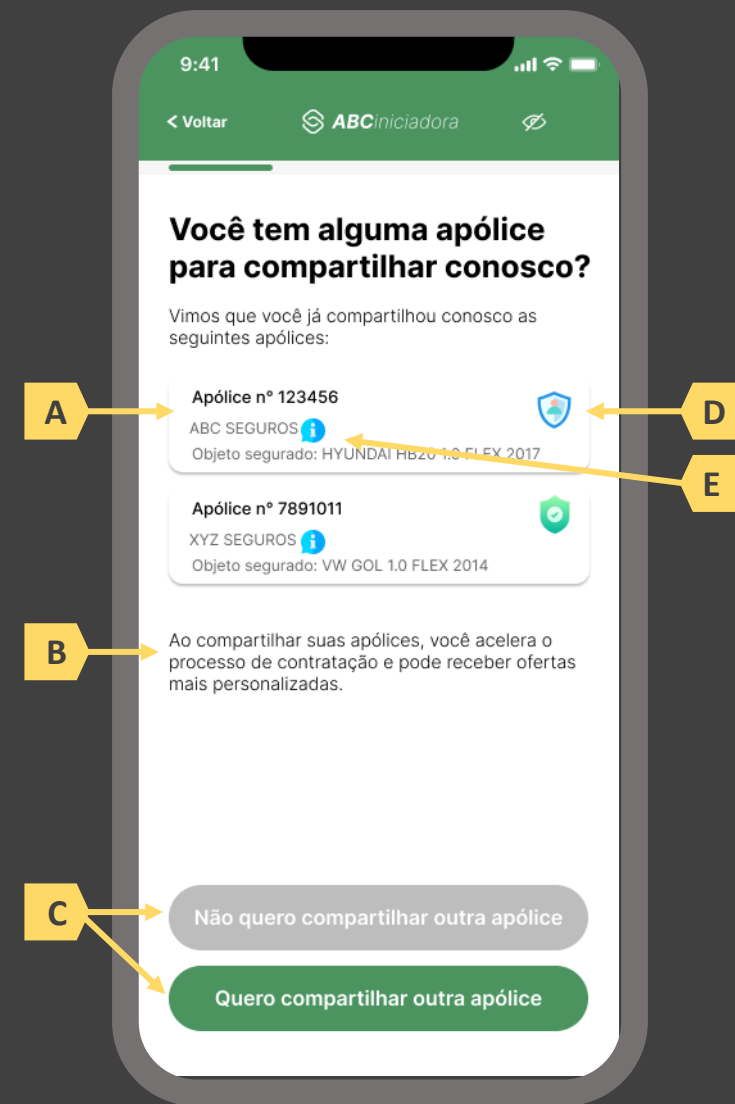 9:41
< Voltar
ABCiniciadora
Você tem alguma apólice
para compartilhar conosco?
Vimos que você já compartilhou conosco as
seguintes apólices:
A
Apólice n° 123456
D
ABC SEGUROS
Objeto segurado: HYUNDAI HB20 1.0 FLEX 2017
E
Apólice n° 7891011
XYZ SEGUROS
Objeto segurado: VW GOL 1.0 FLEX 2014
B
Ao compartilhar suas apólices, você acelera o
processo de contratação e pode receber ofertas
mais personalizadas.
C
Não quero compartilhar outra apólice
Quero compartilhar outra apólice